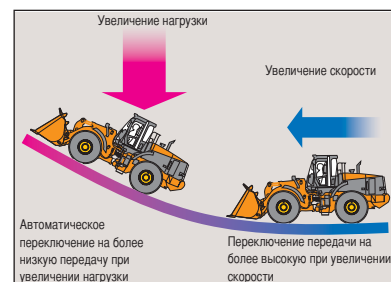 Увеличение нагрузки
Увеличение скорости
Автоматическое
переключение на более
низкую передачу при
увеличении нагрузки
Переключение передачи на
более высокую при увеличении
скорости